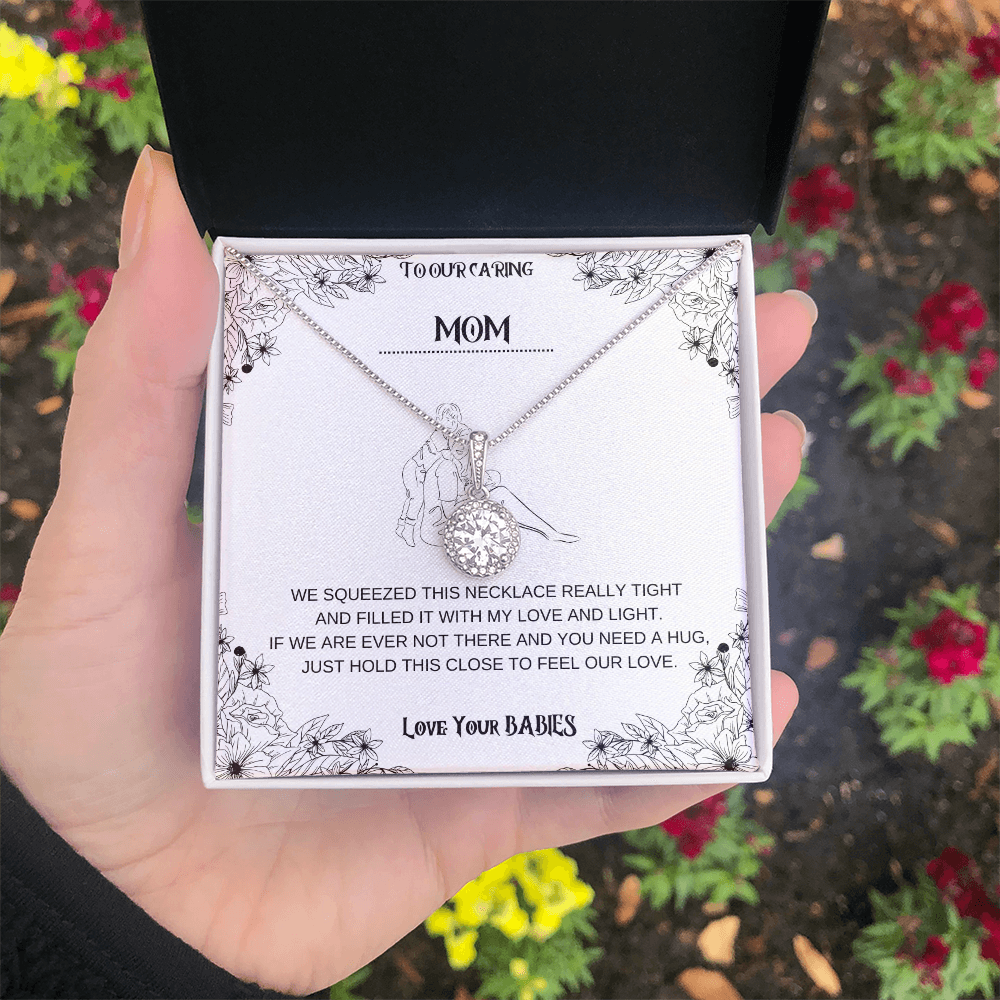 TO OUR CARING
MOM
WE SQUEEZED THIS NECKLACE REALLY TIGHT
AND FILLED IT WITH MY LOVE AND LIGHT.
IF WE ARE EVER NOT THERE AND YOU NEED A HUG,
JUST HOLD THIS CLOSE TO FEEL OUR LOVE.
LOVE YOUR BABIES